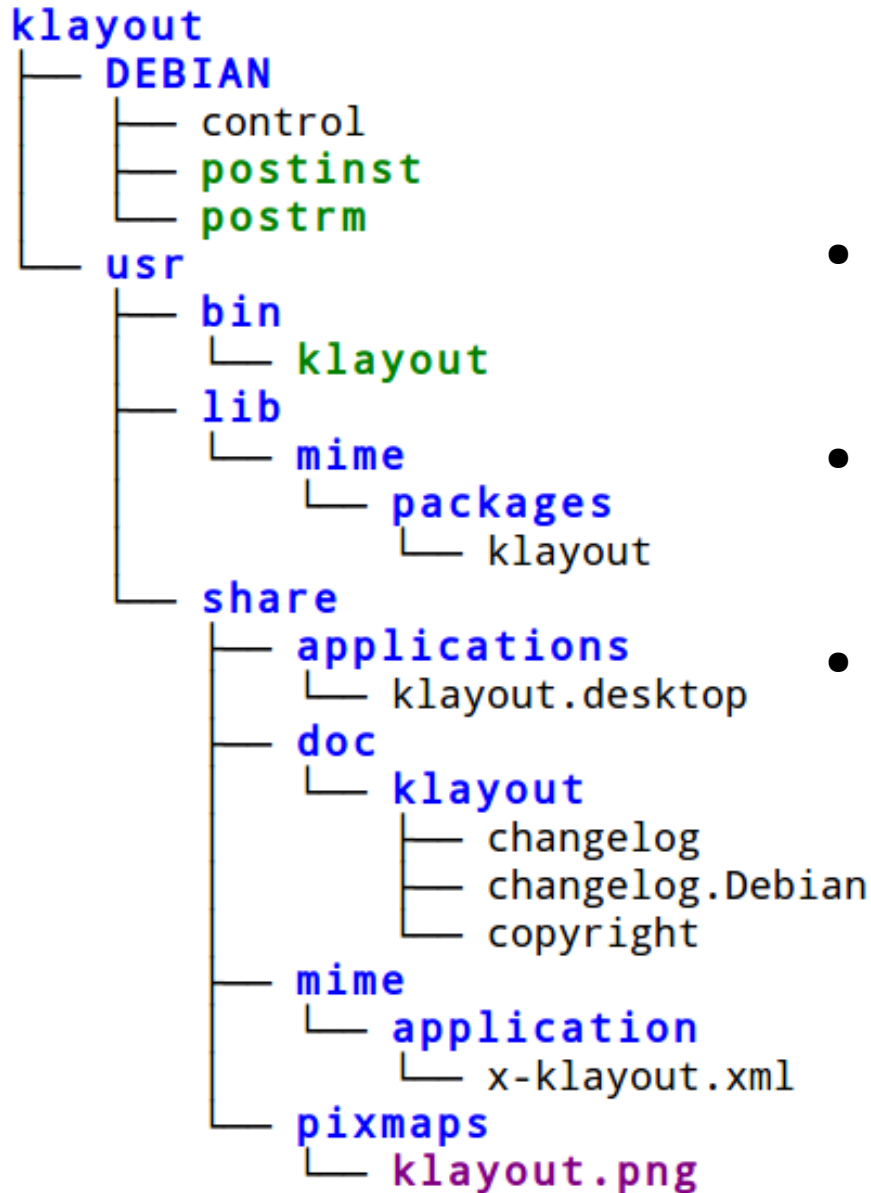 klayout
├── DEBIAN
│   ├── control
│   ├── postinst
│   └── postrm
└── usr
    ├── bin
    │   └── klayout
    ├── lib
    │   └── mime
    │       └── packages
    │           └── klayout
    └── share
        ├── applications
        │   └── klayout.desktop
        ├── doc
        │   └── klayout
        │       ├── changelog
        │       ├── changelog.Debian
        │       └── copyright
        ├── mime
        │   └── application
        │       └── x-klayout.xml
        └── pixmaps
            └── klayout.png